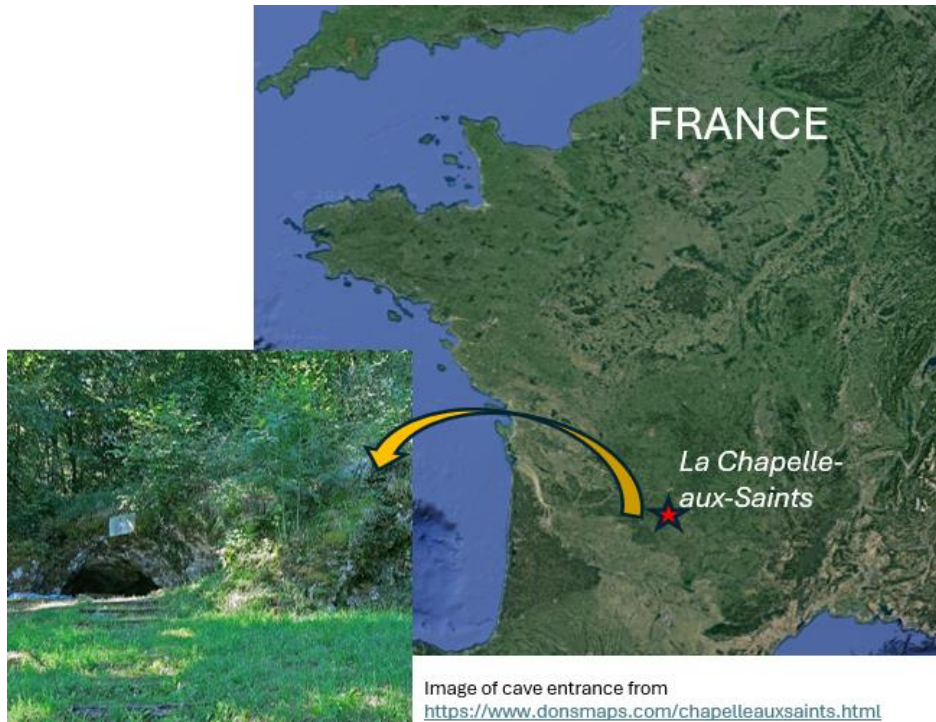 FRANCE
La Chapelle-
aux-Saints
Image of cave entrance from
https://www.donsmaps.com/chapelleauxsaints.html